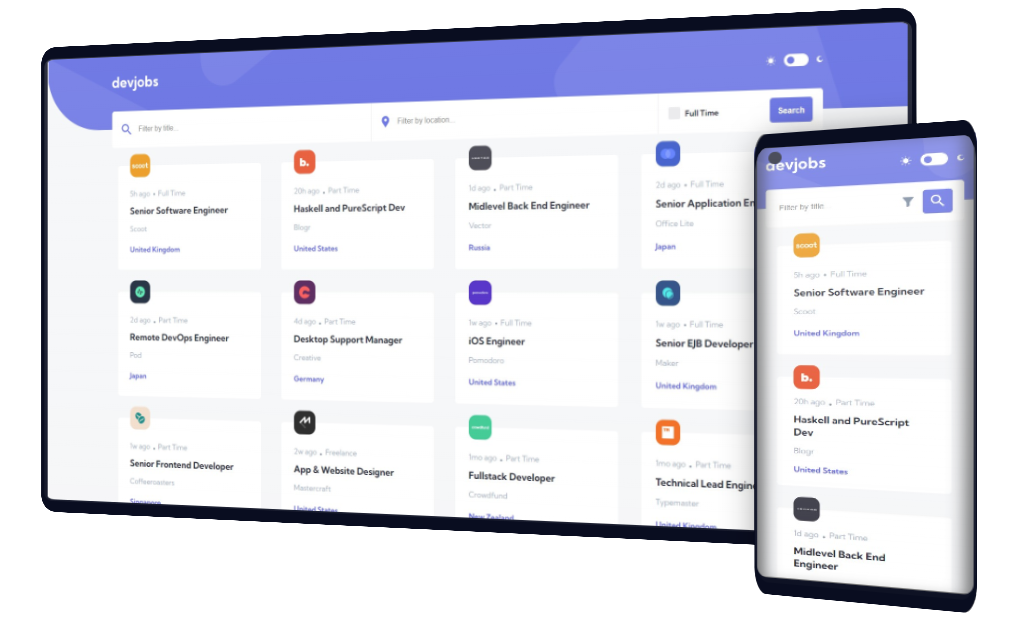 devjobs
Filter by title...
Filter by location...
Full Time
Search
scoot
5h ago • Full Time
Senior Software Engineer
Scoot
United Kingdom
b.
20h ago • Part Time
Haskell and PureScript Dev
Blogr
United States
1d ago • Part Time
Midlevel Back End Engineer
Vector
Russia
2d ago • Full Time
Senior Application En
Office Lite
Japan
2d ago • Part Time
Remote DevOps Engineer
Pod
Japan
4d ago • Part Time
Desktop Support Manager
Creative
Germany
1w ago • Full Time
iOS Engineer
Pomodoro
United States
1w ago • Full Time
Senior EJB Developer
Maker
United Kingdom
1w ago • Part Time
Senior Frontend Developer
Coffeeroasters
Singapore
2w ago • Freelance
App & Website Designer
Mastercraft
United States
1mo ago • Part Time
Fullstack Developer
Crowdfund
New Zealand
1mo ago • Part Time
Technical Lead Engine
Typemaster
United Kingdom
devjobs
Filter by title
scoot
5h ago • Full Time
Senior Software Engineer
Scoot
United Kingdom
b.
20h ago • Part Time
Haskell and PureScript
Dev
Blogr
United States
1d ago • Part Time
Midlevel Back End
Engineer